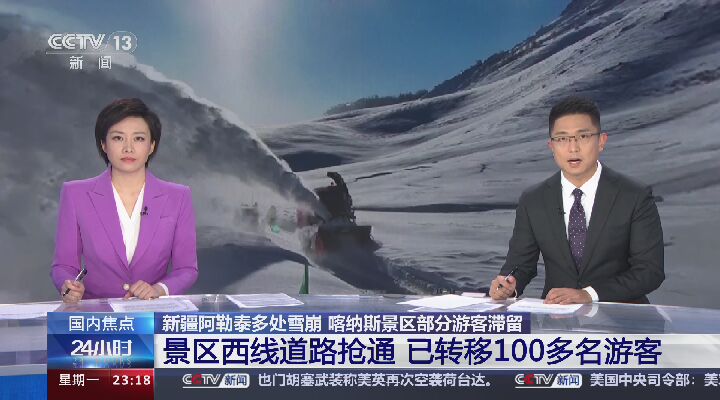 CCTV 13
新闻
国内焦点
新疆阿勒泰多处雪崩 喀纳斯景区部分游客滞留
24小时
景区西线道路抢通 已转移100多名游客
星期一 23:18 CCTV新闻 也门胡塞武装称美英再次空袭荷台达。 CCTV新闻 美国中央司令部: